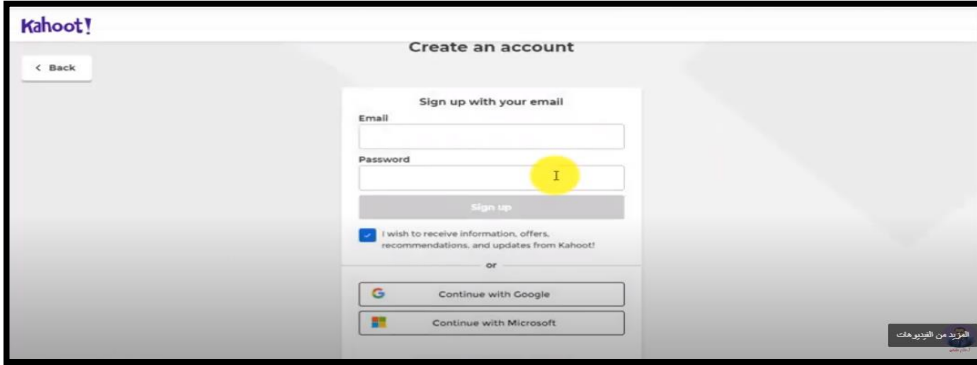 Kahoot!
Create an account
< Back
Sign up with your email
Email
Password
Sign up
I wish to receive information, offers,
recommendations, and updates from Kahoot!
or
Continue with Google
Continue with Microsoft
المزيد من الفيديوهات